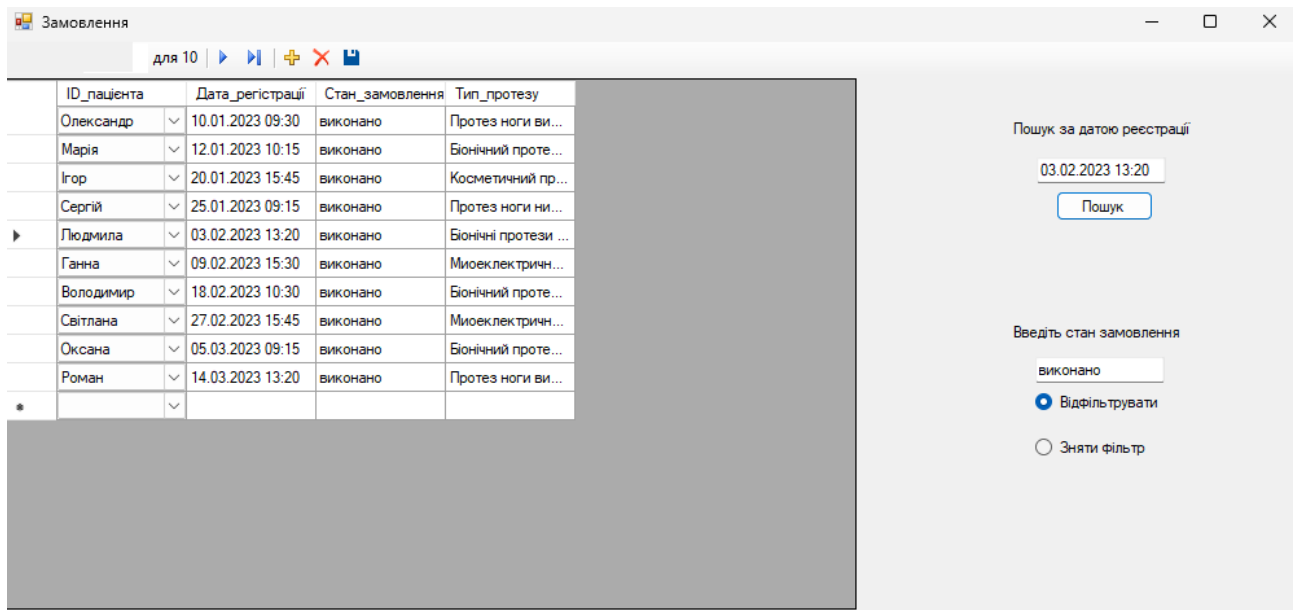 Замовлення
для 10
ID_пацієнта Дата_регістрації Стан_замовлення Тип_протезу
Олександр 10.01.2023 09:30 виконано Протез ноги ви...
Марія 12.01.2023 10:15 виконано Біонічний проте...
Ігор 20.01.2023 15:45 виконано Косметичний пр...
Сергій 25.01.2023 09:15 виконано Протез ноги ни...
Людмила 03.02.2023 13:20 виконано Біонічні протези ...
Ганна 09.02.2023 15:30 виконано Миоелектричн...
Володимир 18.02.2023 10:30 виконано Біонічний проте...
Світлана 27.02.2023 15:45 виконано Миоелектричн...
Оксана 05.03.2023 09:15 виконано Біонічний проте...
Роман 14.03.2023 13:20 виконано Протез ноги ви...
Пошук за датою реєстрації
03.02.2023 13:20
Пошук
Введіть стан замовлення
виконано
Відфільтрувати
Зняти фільтр